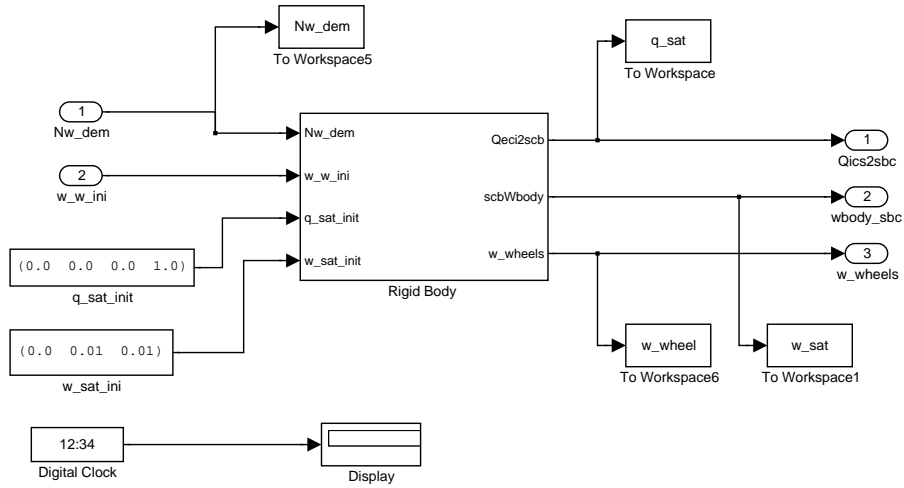 Nw_dem
To Workspace5
q_sat
To Workspace
1
Nw_dem
2
w_w_ini
Nw_dem
w_w_ini
q_sat_init
w_sat_init
Qeci2scb
scbWbody
w_wheels
Rigid Body
1
Qics2sbc
2
wbody_sbc
3
w_wheels
(0.0 0.0 0.0 1.0)
q_sat_init
(0.0 0.01 0.01)
w_sat_ini
w_wheel
To Workspace6
w_sat
To Workspace1
12:34
Digital Clock
Display